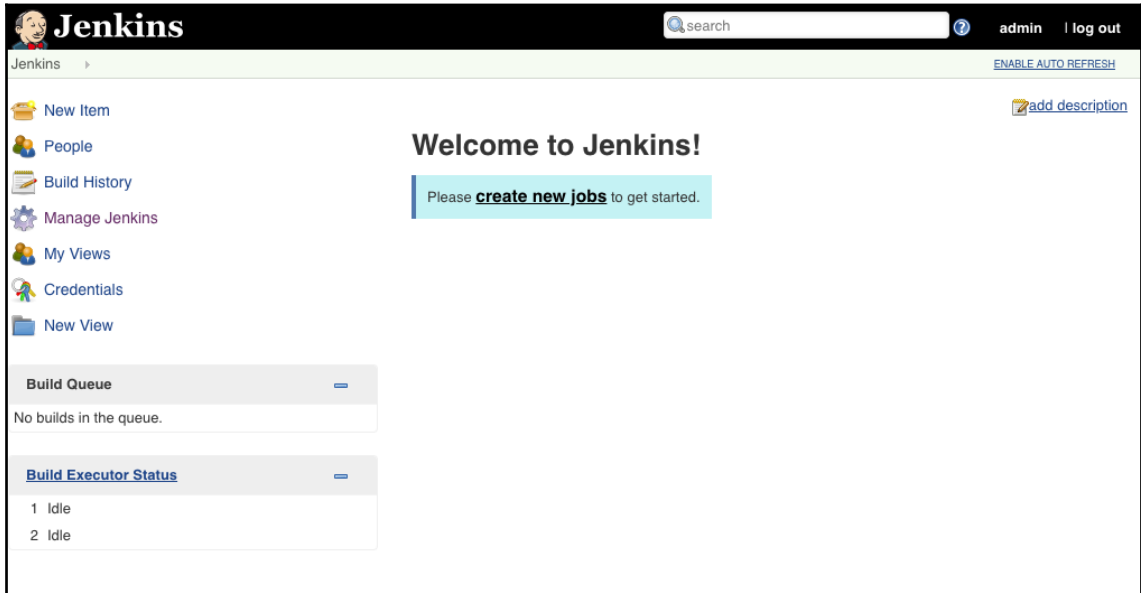 Jenkins
search
admin | log out
Jenkins
ENABLE AUTO REFRESH
New Item
People
Build History
Manage Jenkins
My Views
Credentials
New View
add description
Welcome to Jenkins!
Please create new jobs to get started.
Build Queue
No builds in the queue.
Build Executor Status
1 Idle
2 Idle